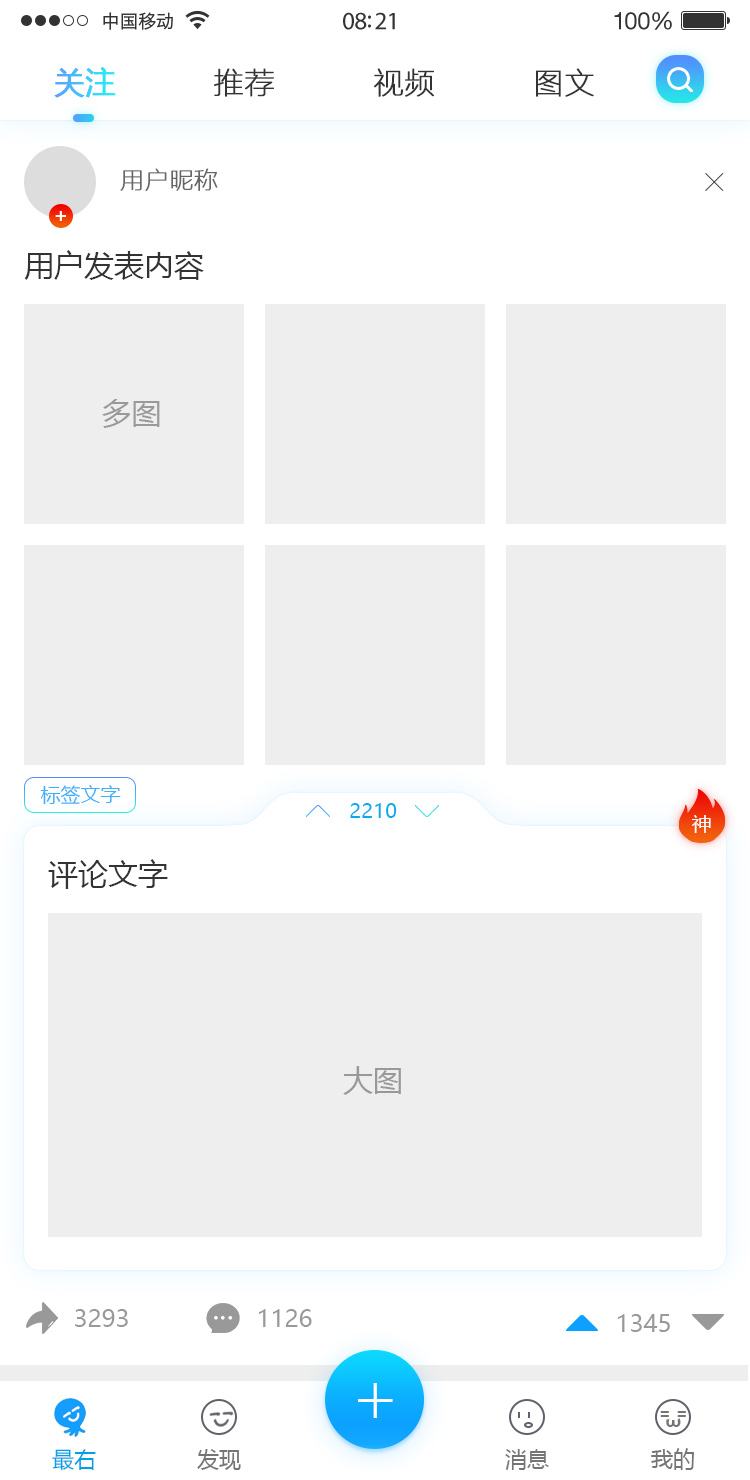 中国移动 08:21 100%
关注 推荐 视频 图文
用户昵称
用户发表内容
多图
标签文字
2210
神
评论文字
大图
3293 1126 1345
最右 发现 消息 我的